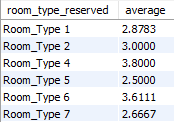 room_type_reserved average
Room_Type 1 2.8783
Room_Type 2 3.0000
Room_Type 4 3.8000
Room_Type 5 2.5000
Room_Type 6 3.6111
Room_Type 7 2.6667